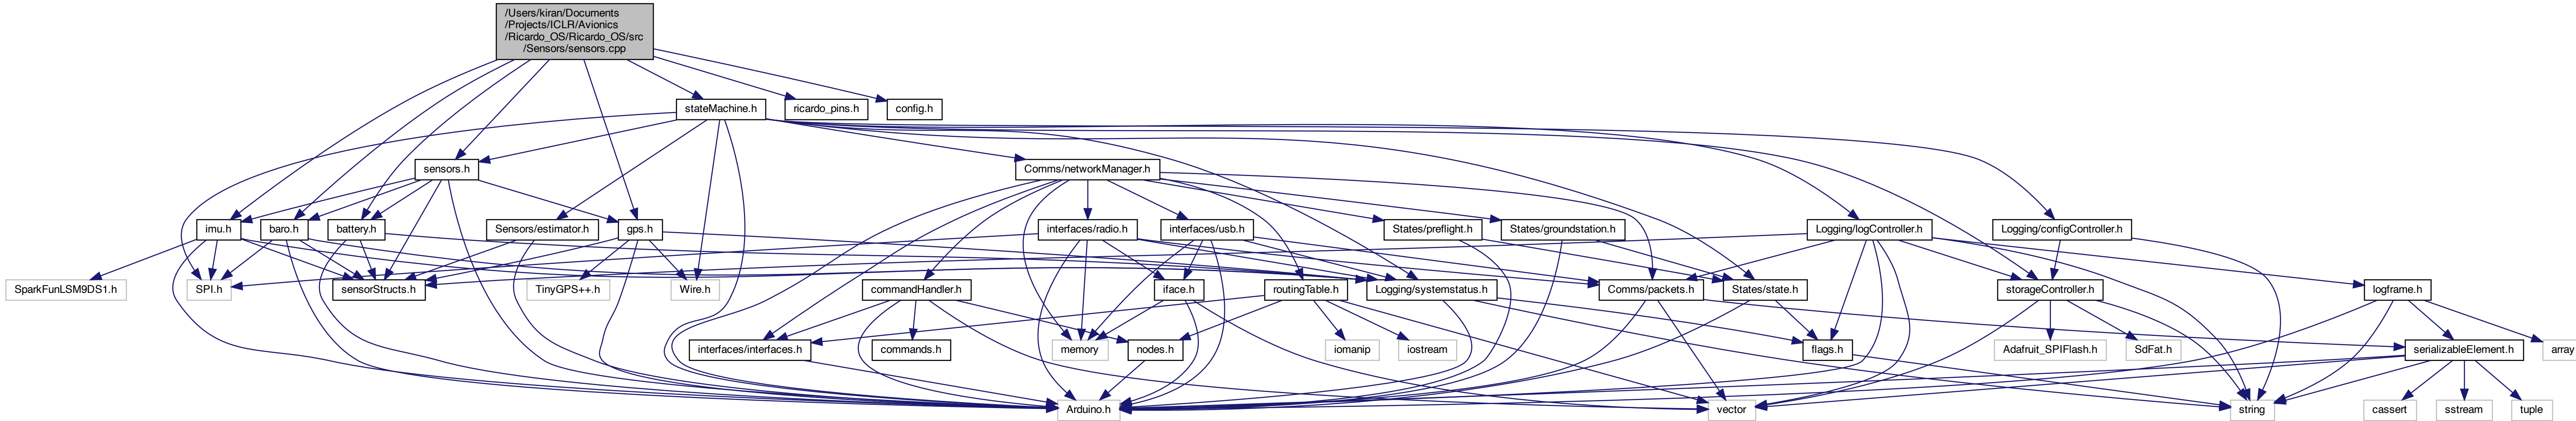 /Users/kiran/Documents
/Projects/ICLR/Avionics
/Ricardo_OS/Ricardo_OS/src
/Sensors/sensors.cpp
stateMachine.h
ricardo_pins.h
config.h
sensors.h
Comms/networkManager.h
imu.h
baro.h
battery.h
Sensors/estimator.h
gps.h
interfaces/radio.h
interfaces/usb.h
States/preflight.h
States/groundstation.h
Logging/logController.h
Logging/configController.h
SparkFunLSM9DS1.h
SPI.h
sensorStructs.h
TinyGPS++.h
Wire.h
commandHandler.h
iface.h
routingTable.h
Logging/systemstatus.h
Comms/packets.h
States/state.h
storageController.h
logframe.h
interfaces/interfaces.h
commands.h
memory
nodes.h
iomanip
iostream
flags.h
Adafruit_SPIFlash.h
SdFat.h
serializableElement.h
array
Arduino.h
vector
string
cassert
sstream
tuple